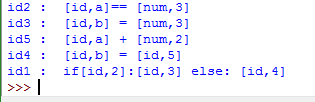 id2 :  [id,a]== [num,3]
id3 :  [id,b] = [num,3]
id5 :  [id,a] + [num,2]
id4 :  [id,b] = [id,5]
id1 :  if[id,2]:[id,3] else: [id,4]
>>>